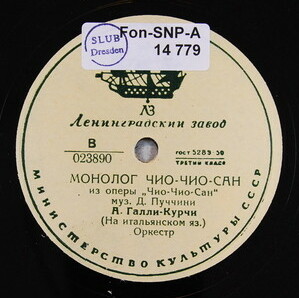 SLUB
Dresden
Fon-SNP-A
14 779
ЛЗ
Ленинградский завод
В
023890
ГОСТ 5289-50
ТРЕТИЙ КЛАСС
МОНОЛОГ ЧИО-ЧИО-САН
из оперы „Чио-Чио-Сан“
муз. Д. Пуччини
А. Галли-Курчи
(На итальянском яз.)
Оркестр
МИНИСТЕРСТВО КУЛЬТУРЫ СССР